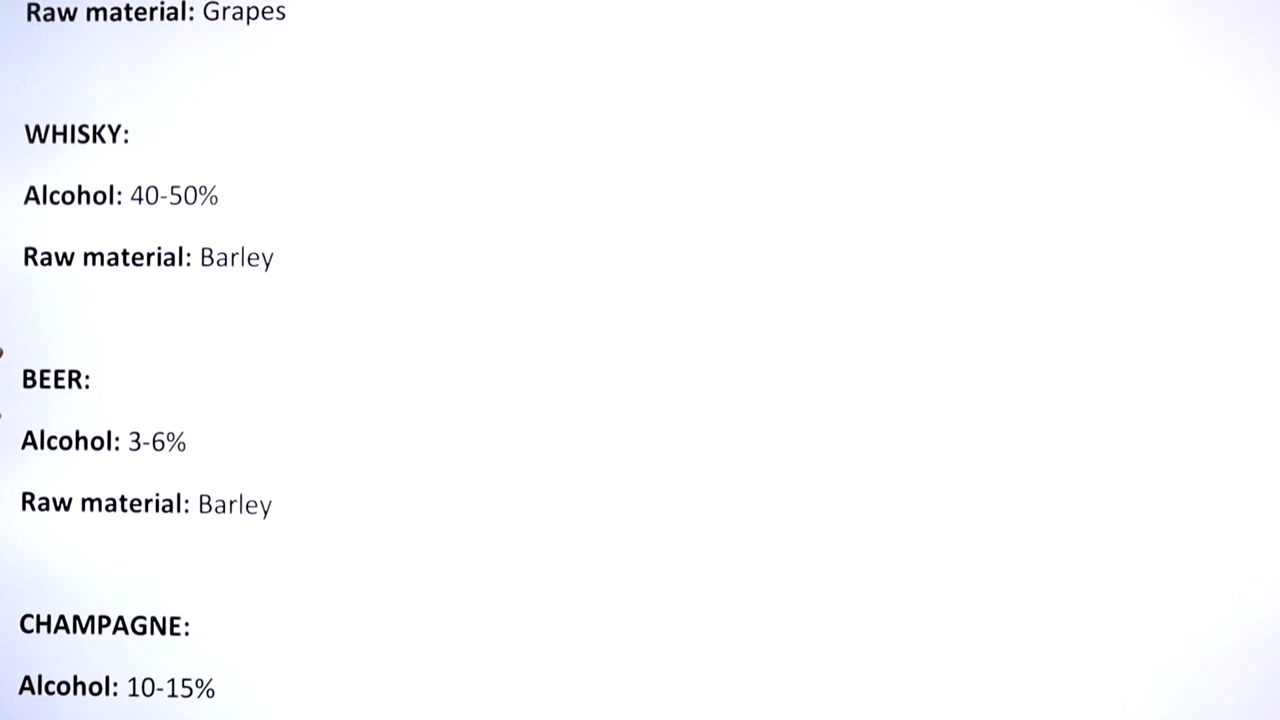 Raw material: Grapes
WHISKY:
Alcohol: 40-50%
Raw material: Barley
BEER:
Alcohol: 3-6%
Raw material: Barley
CHAMPAGNE:
Alcohol: 10-15%